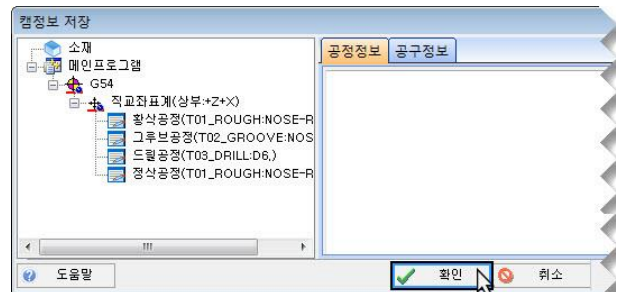 캠정보 저장
소재
메인프로그램
G54
직교좌표계(상부:+Z+X)
황삭공정(T01_ROUGH:NOSE-R
그루브공정(T02_GROOVE:NOS
드릴공정(T03_DRILL:D6,)
정삭공정(T01_ROUGH:NOSE-R
공정정보 공구정보
도움말 확인 취소